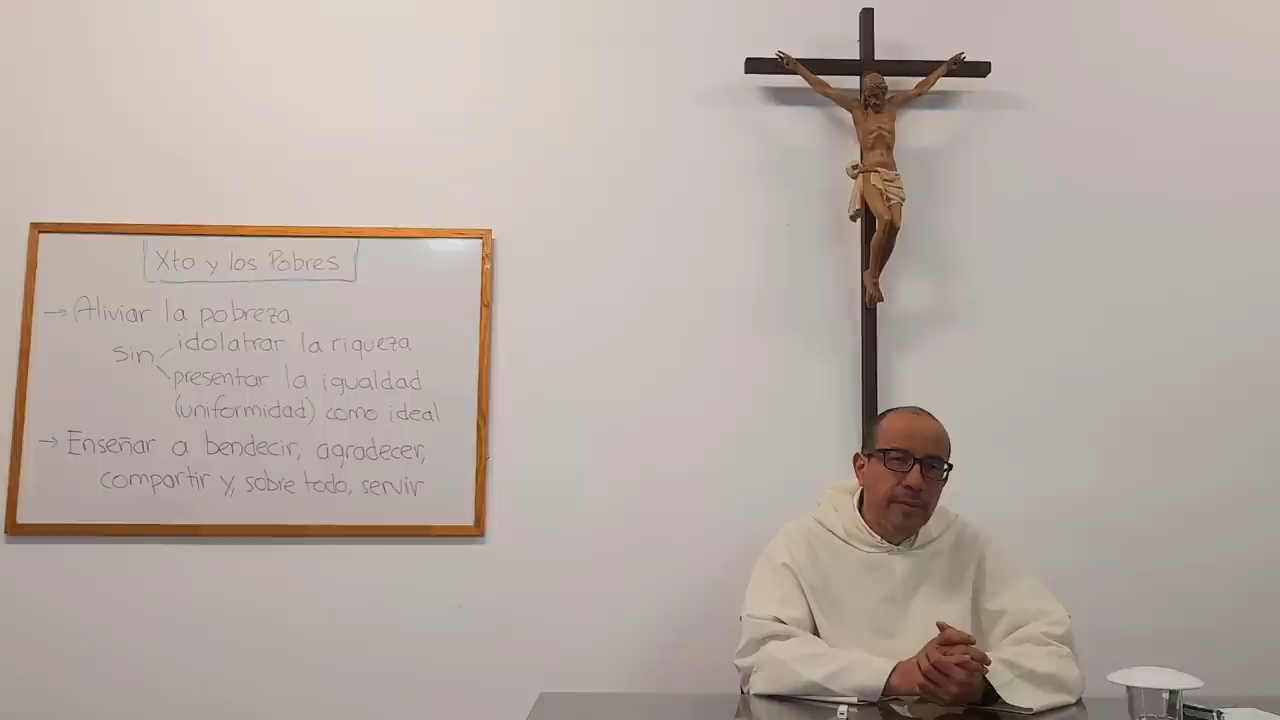 Xto y los Pobres
→ Aliviar la pobreza
sin idolatrar la riqueza
presentar la igualdad
(uniformidad) como ideal
→ Enseñar a bendecir, agradecer,
compartir y, sobre todo, servir